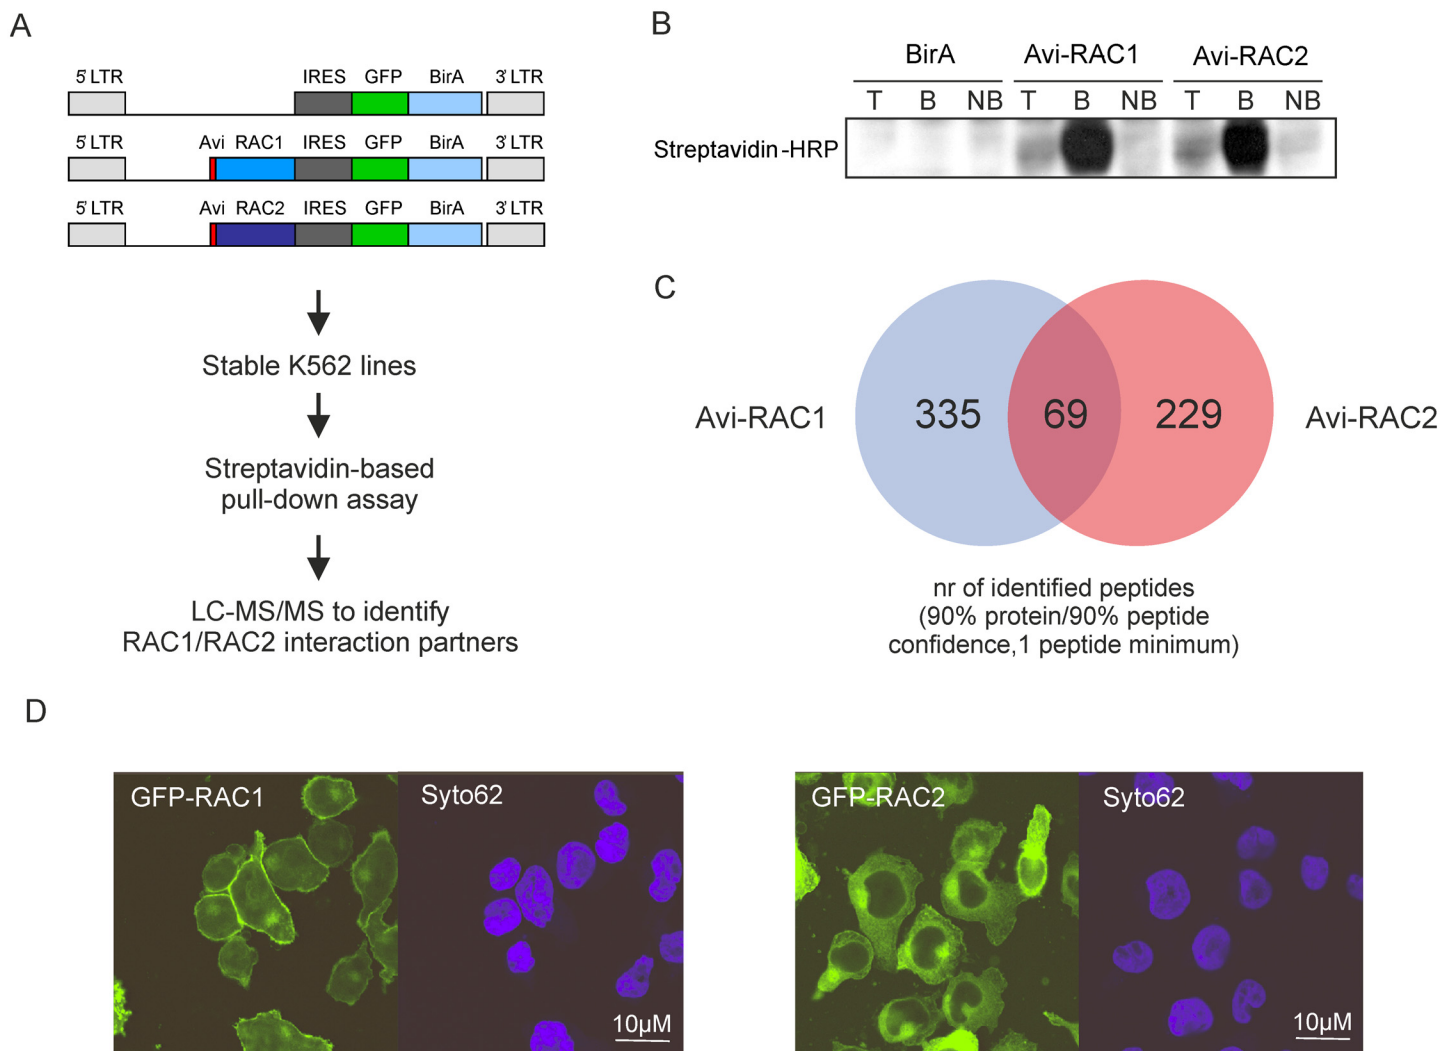 A
5' LTR IRES GFP BirA 3' LTR
5' LTR Avi RAC1 IRES GFP BirA 3' LTR
5' LTR Avi RAC2 IRES GFP BirA 3' LTR
Stable K562 lines
Streptavidin-based
pull-down assay
LC-MS/MS to identify
RAC1/RAC2 interaction partners
B
BirA Avi-RAC1 Avi-RAC2
T B NB T B NB T B NB
Streptavidin-HRP
C
Avi-RAC1 335 69 229 Avi-RAC2
nr of identified peptides
(90% protein/90% peptide
confidence,1 peptide minimum)
D
GFP-RAC1 Syto62 GFP-RAC2 Syto62
10µM 10µM